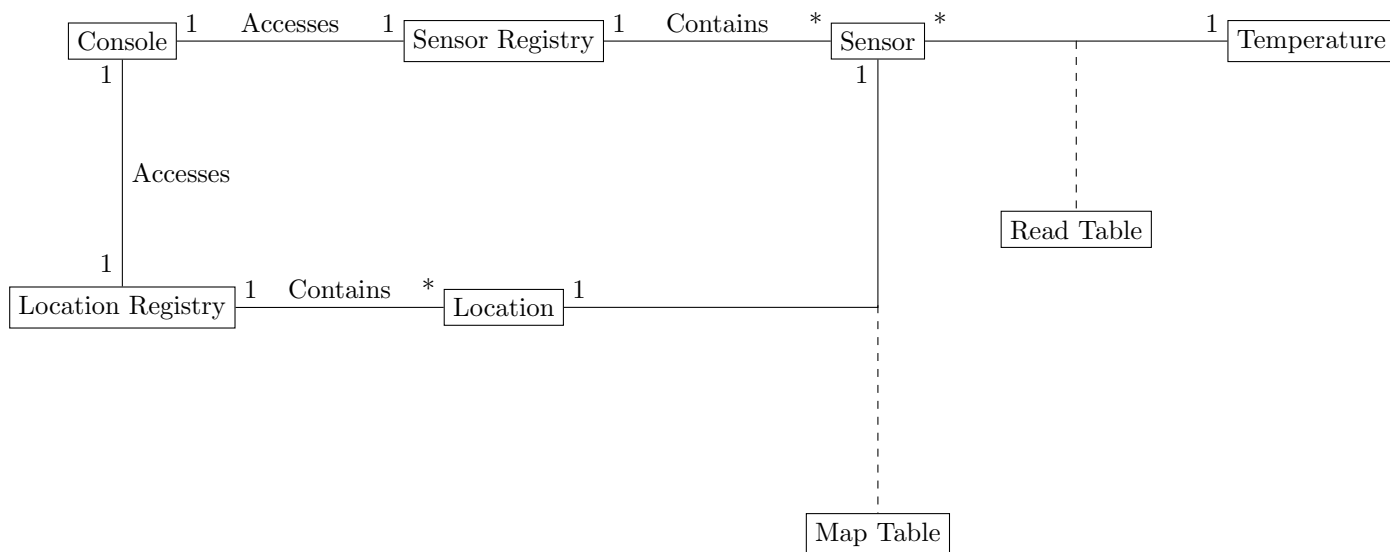 1 Accesses 1 1 Contains * * 1
Console Sensor Registry Sensor Temperature
1 1
Accesses
Read Table
1
1 Contains * 1
Location Registry Location
Map Table